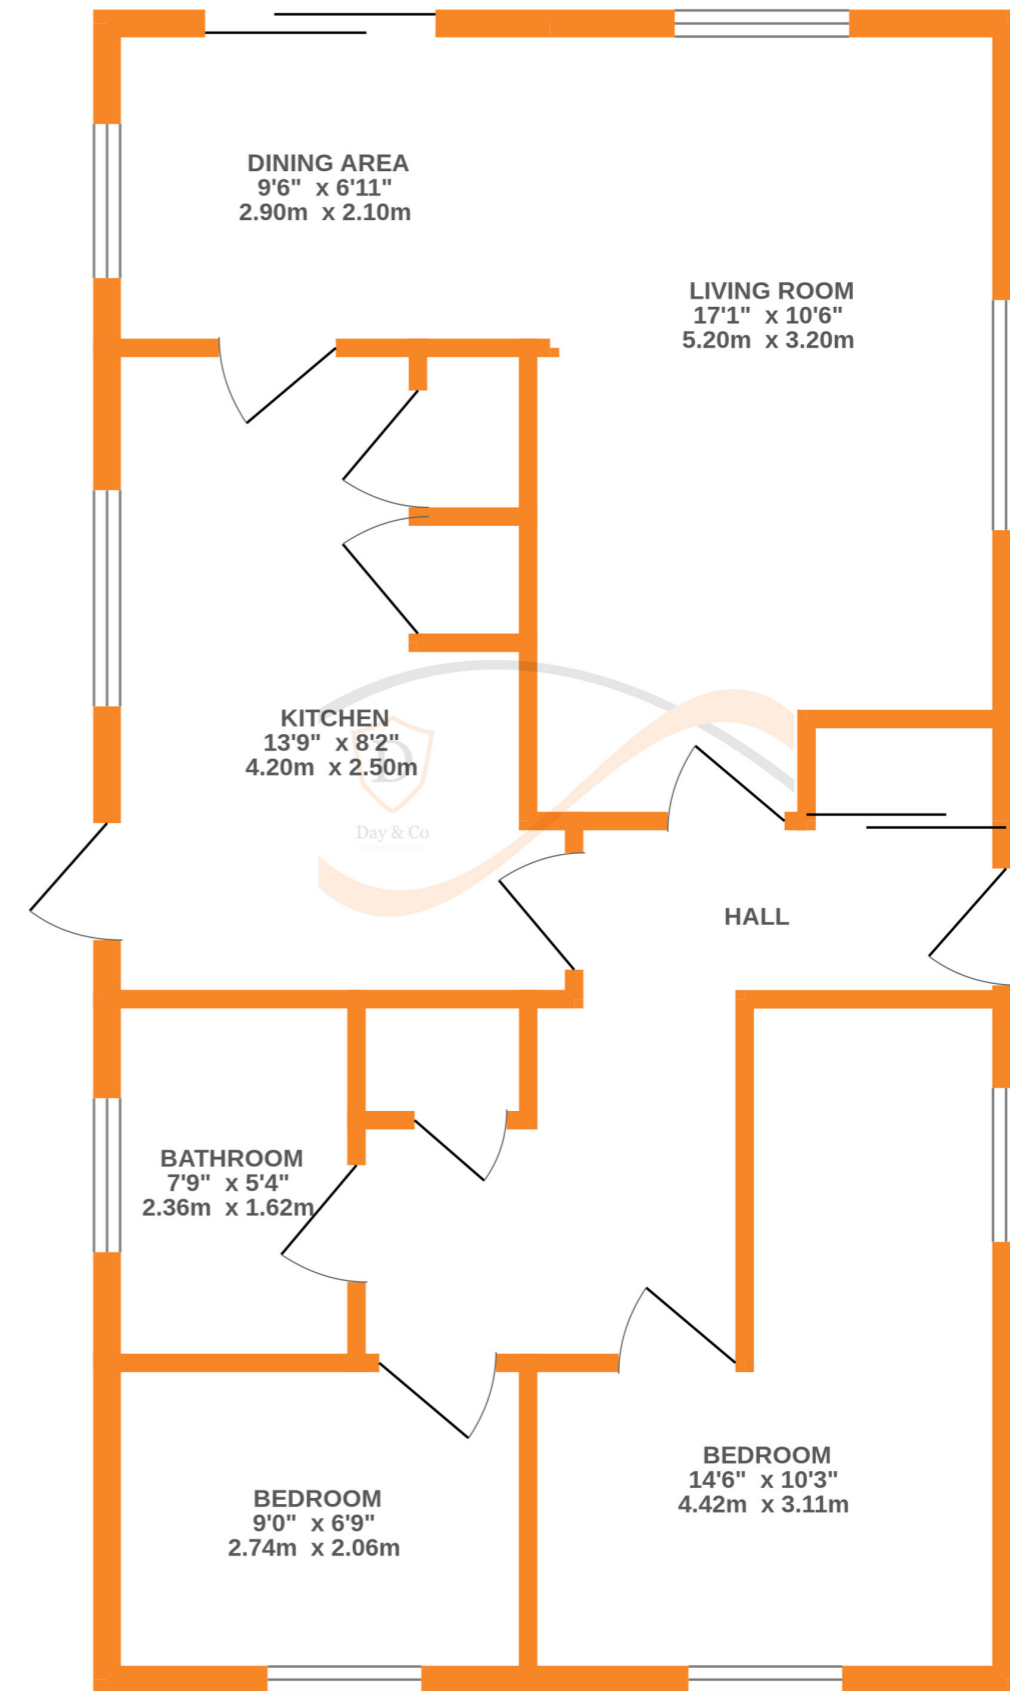 DINING AREA
9'6" x 6'11"
2.90m x 2.10m
LIVING ROOM
17'1" x 10'6"
5.20m x 3.20m
KITCHEN
13'9" x 8'2"
4.20m x 2.50m
D
Day & Co
HALL
BATHROOM
7'9" x 5'4"
2.36m x 1.62m
BEDROOM
14'6" x 10'3"
4.42m x 3.11m
BEDROOM
9'0" x 6'9"
2.74m x 2.06m